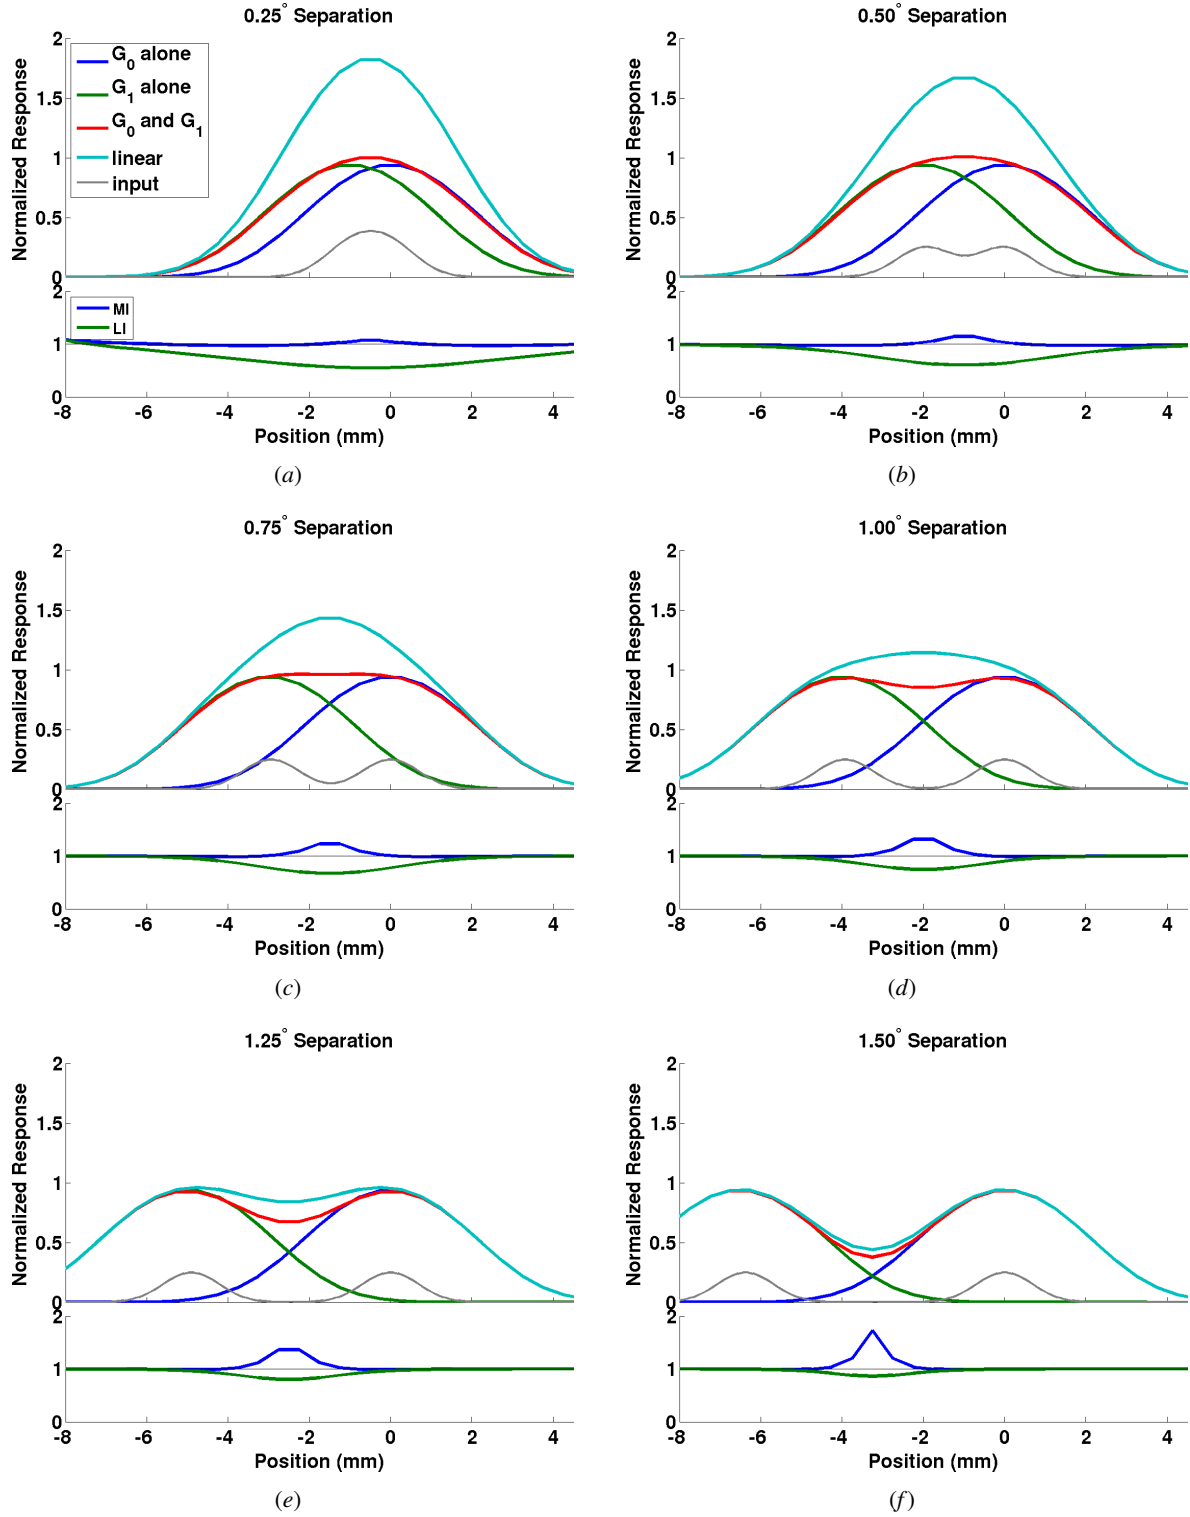 0.25° Separation
2
1.5
1
0.5
0
Normalized Response
G0 alone
G1 alone
G0 and G1
linear
input
2
1
0
MI
LI
-8 -6 -4 -2 0 2 4
Position (mm)
(a)
0.50° Separation
2
1.5
1
0.5
0
Normalized Response
2
1
0
-8 -6 -4 -2 0 2 4
Position (mm)
(b)
0.75° Separation
2
1.5
1
0.5
0
Normalized Response
2
1
0
-8 -6 -4 -2 0 2 4
Position (mm)
(c)
1.00° Separation
2
1.5
1
0.5
0
Normalized Response
2
1
0
-8 -6 -4 -2 0 2 4
Position (mm)
(d)
1.25° Separation
2
1.5
1
0.5
0
Normalized Response
2
1
0
-8 -6 -4 -2 0 2 4
Position (mm)
(e)
1.50° Separation
2
1.5
1
0.5
0
Normalized Response
2
1
0
-8 -6 -4 -2 0 2 4
Position (mm)
(f)